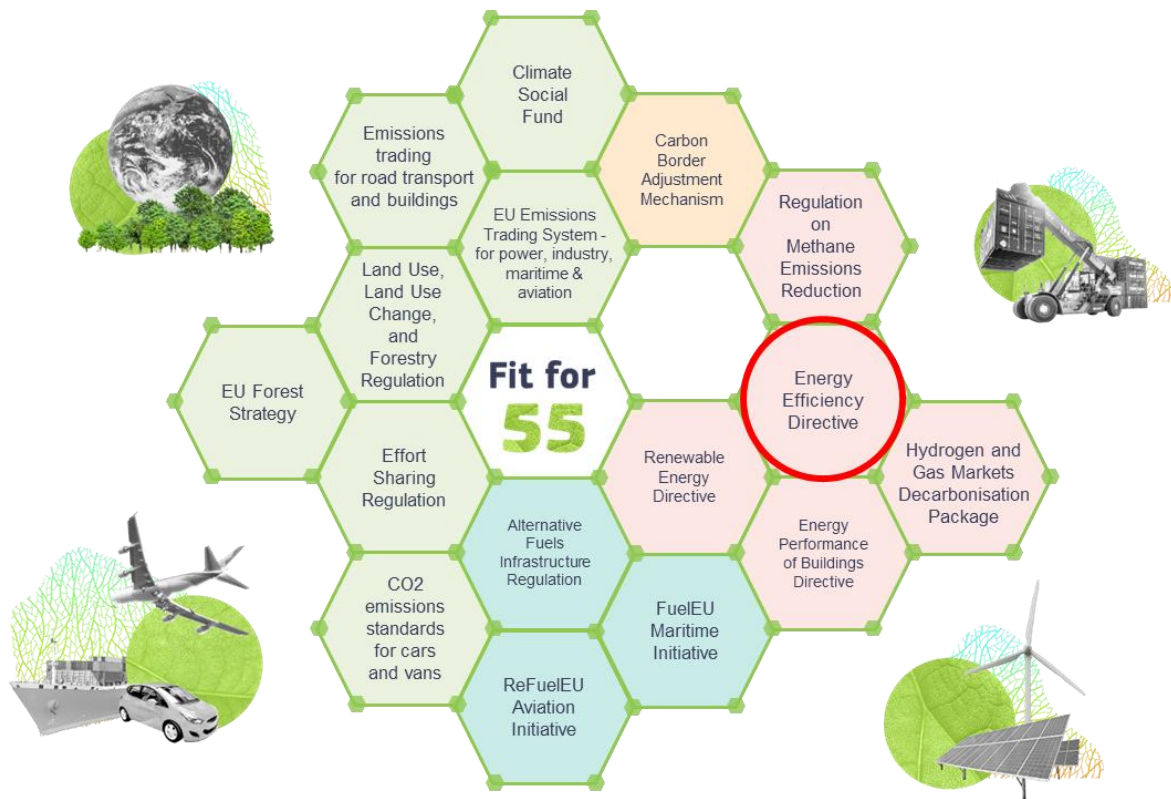 Climate
Social
Fund
Emissions
trading
for road transport
and buildings
Carbon
Border
Adjustment
Mechanism
EU Emissions
Trading System -
for power, industry,
maritime &
aviation
Regulation
on
Methane
Emissions
Reduction
Land Use,
Land Use
Change,
and
Forestry
Regulation
EU Forest
Strategy
Fit for
55
Energy
Efficiency
Directive
Effort
Sharing
Regulation
Renewable
Energy
Directive
Hydrogen and
Gas Markets
Decarbonisation
Package
Alternative
Fuels
Infrastructure
Regulation
Energy
Performance
of Buildings
Directive
CO2
emissions
standards
for cars
and vans
FuelEU
Maritime
Initiative
ReFuelEU
Aviation
Initiative